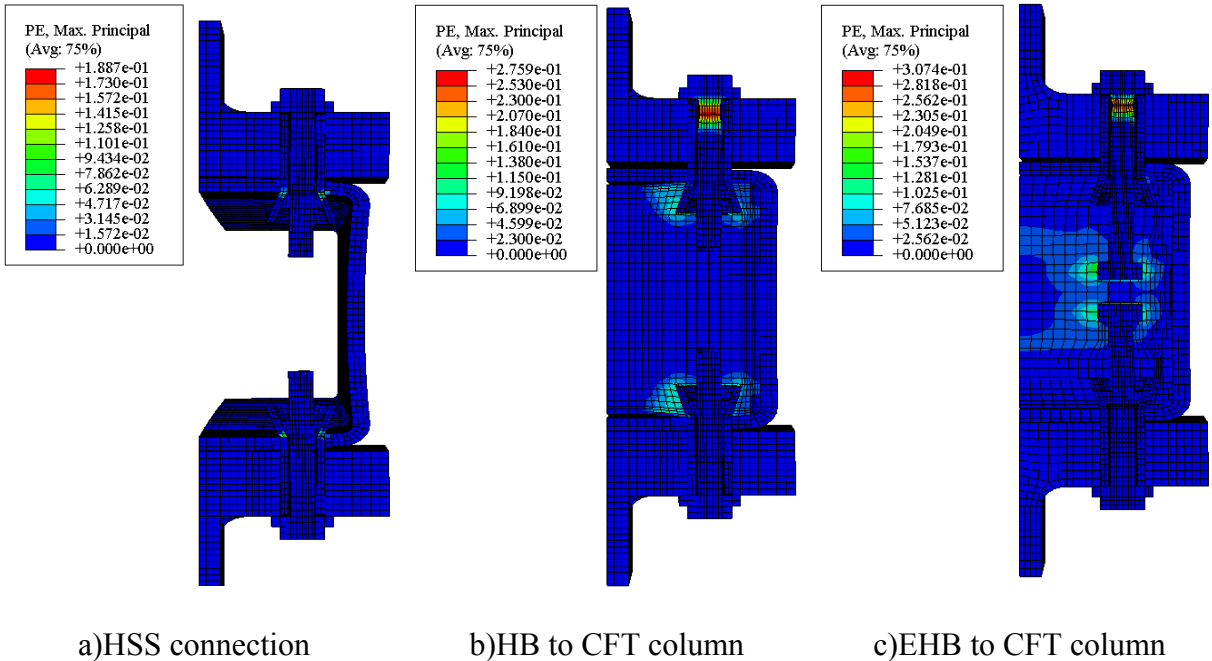 PE, Max. Principal
(Avg: 75%)
+1.887e-01
+1.730e-01
+1.572e-01
+1.415e-01
+1.258e-01
+1.101e-01
+9.434e-02
+7.862e-02
+6.289e-02
+4.717e-02
+3.145e-02
+1.572e-02
+0.000e+00
PE, Max. Principal
(Avg: 75%)
+2.759e-01
+2.530e-01
+2.300e-01
+2.070e-01
+1.840e-01
+1.610e-01
+1.380e-01
+1.150e-01
+9.198e-02
+6.899e-02
+4.599e-02
+2.300e-02
+0.000e+00
PE, Max. Principal
(Avg: 75%)
+3.074e-01
+2.818e-01
+2.562e-01
+2.305e-01
+2.049e-01
+1.793e-01
+1.537e-01
+1.281e-01
+1.025e-01
+7.685e-02
+5.123e-02
+2.562e-02
+0.000e+00
a)HSS connection
b)HB to CFT column
c)EHB to CFT column